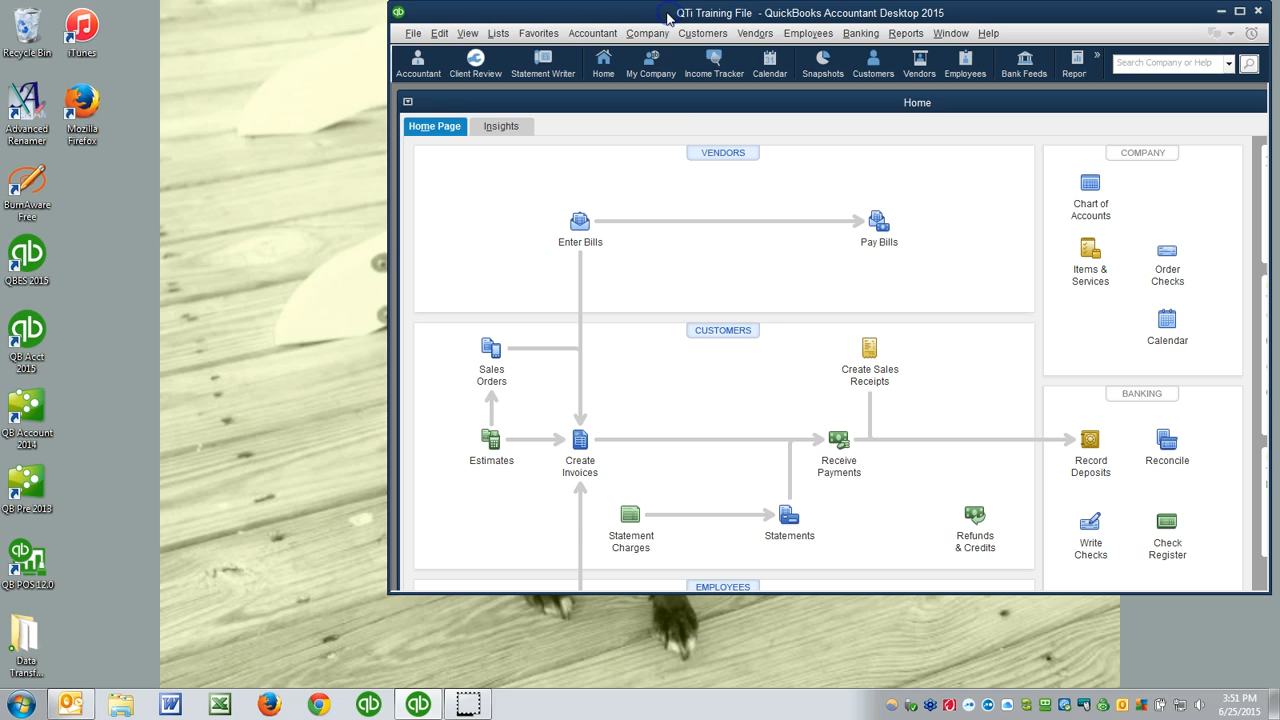 Recycle Bin
iTunes
Advanced
Renamer
Mozilla
Firefox
BurnAware
Free
QBES 2015
QB Acct
2015
QB Account
2014
QB Pre 2013
QB POS 12.0
Data
Transf...
qb QTi Training File - QuickBooks Accountant Desktop 2015
File Edit View Lists Favorites Accountant Company Customers Vendors Employees Banking Reports Window Help
Accountant Client Review Statement Writer Home My Company Income Tracker Calendar Snapshots Customers Vendors Employees Bank Feeds Repor » Search Company or Help
Home
Home Page Insights
VENDORS
Enter Bills
Pay Bills
CUSTOMERS
Sales
Orders
Create Sales
Receipts
Estimates
Create
Invoices
Receive
Payments
Statement
Charges
Statements
Refunds
& Credits
EMPLOYEES
COMPANY
Chart of
Accounts
Items &
Services
Order
Checks
Calendar
BANKING
Record
Deposits
Reconcile
Write
Checks
Check
Register
3:51 PM
6/25/2015